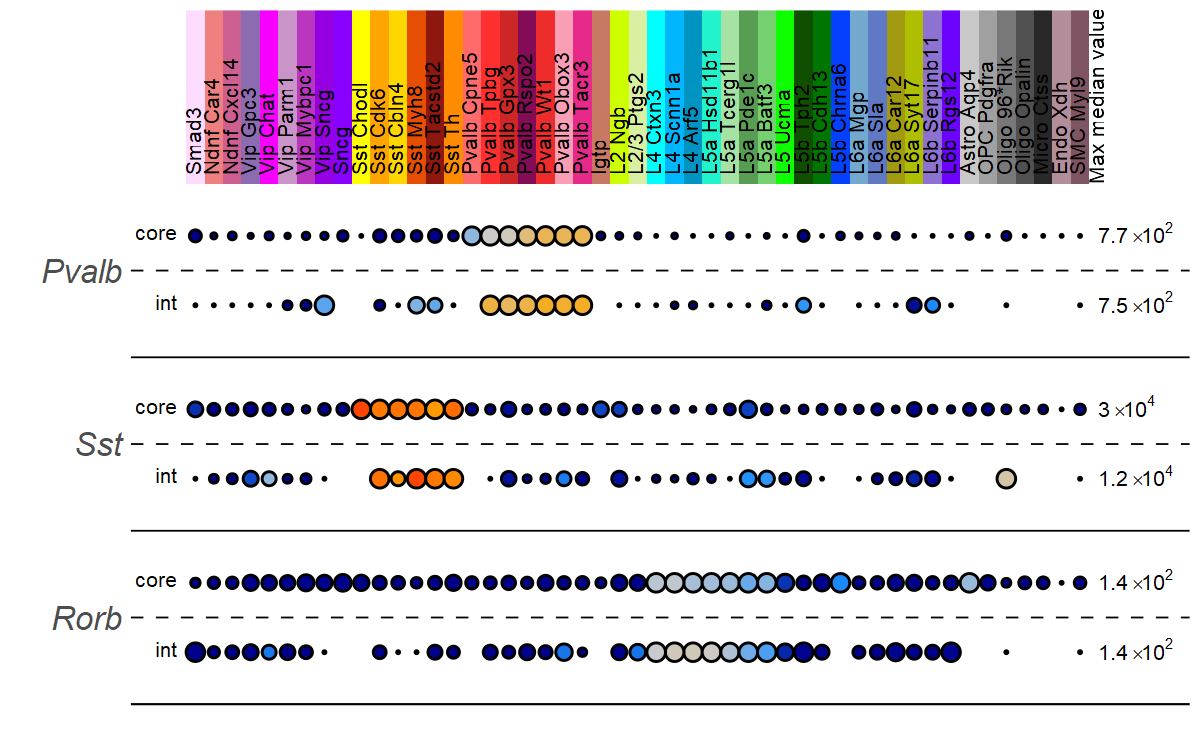 Smad3
Ndnf Car4
Ndnf Cxcl14
Vip Gpc3
Vip Chat
Vip Parm1
Vip Mybpc1
Vip Sncg
Sncg
Sst Chodl
Sst Cdk6
Sst Cbln4
Sst Myh8
Sst Tacstd2
Sst Th
Pvalb Cpne5
Pvalb Tpbg
Pvalb Gpx3
Pvalb Rspo2
Pvalb Wt1
Pvalb Obox3
Pvalb Tacr3
Igtp
L2 Ngb
L2/3 Ptgs2
L4 Ctxn3
L4 Scnn1a
L4 Arf5
L5a Hsd11b1
L5a Tcerg1l
L5a Pde1c
L5a Batf3
L5 Ucma
L5b Tph2
L5b Cdh13
L5b Chrna6
L6a Mgp
L6a Sla
L6a Car12
L6a Syt17
L6b Serpinb11
L6b Rgs12
Astro Aqp4
OPC Pdgfra
Oligo 96*Rik
Oligo Opalin
Micro Ctss
Endo Xdh
SMC Myl9
Max median value
core 7.7 ×10²
Pvalb
int 7.5 ×10²
core 3 ×10⁴
Sst
int 1.2 ×10⁴
core 1.4 ×10²
Rorb
int 1.4 ×10²